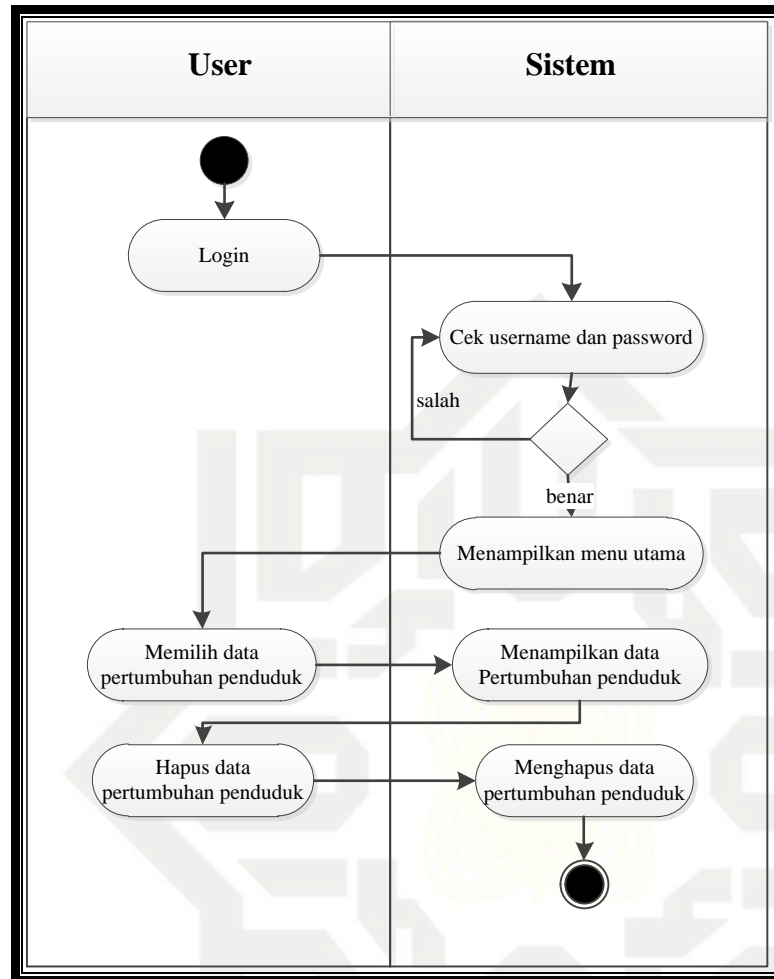 User
Sistem
Login
Cek username dan password
salah
benar
Menampilkan menu utama
Memilih data
pertumbuhan penduduk
Menampilkan data
Pertumbuhan penduduk
Hapus data
pertumbuhan penduduk
Menghapus data
pertumbuhan penduduk